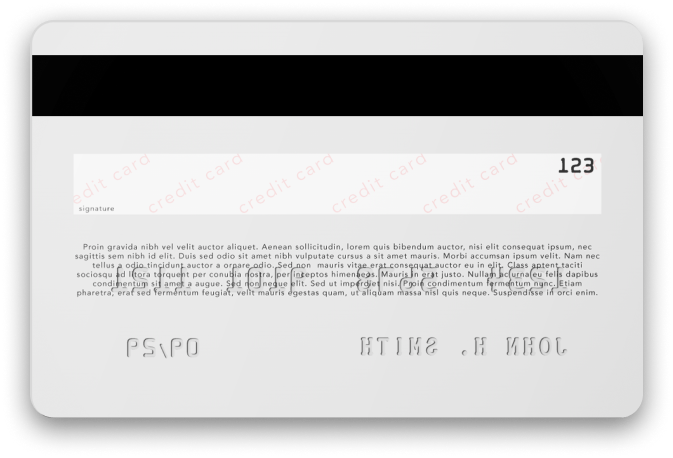 123
credit card credit card credit card credit card credit card credit card
signature
Proin gravida nibh vel velit auctor aliquet. Aenean sollicitudin, lorem quis bibendum auctor, nisi elit consequat ipsum, nec
sagittis sem nibh id elit. Duis sed odio sit amet nibh vulputate cursus a sit amet mauris. Morbi accumsan ipsum velit. Nam nec
tellus a odio tincidunt auctor a ornare odio. Sed non mauris vitae erat consequat auctor eu in elit. Class aptent taciti
sociosqu ad litora torquent per conubia nostra, per inceptos himenaeos. Mauris in erat justo. Nullam ac urna eu felis dapibus
condimentum sit amet a augue. Sed non neque elit. Sed ut imperdiet nisi. Proin condimentum fermentum nunc. Etiam
pharetra, erat sed fermentum feugiat, velit mauris egestas quam, ut aliquam massa nisl quis neque. Suspendisse in orci enim.
JOHN H. SMITH